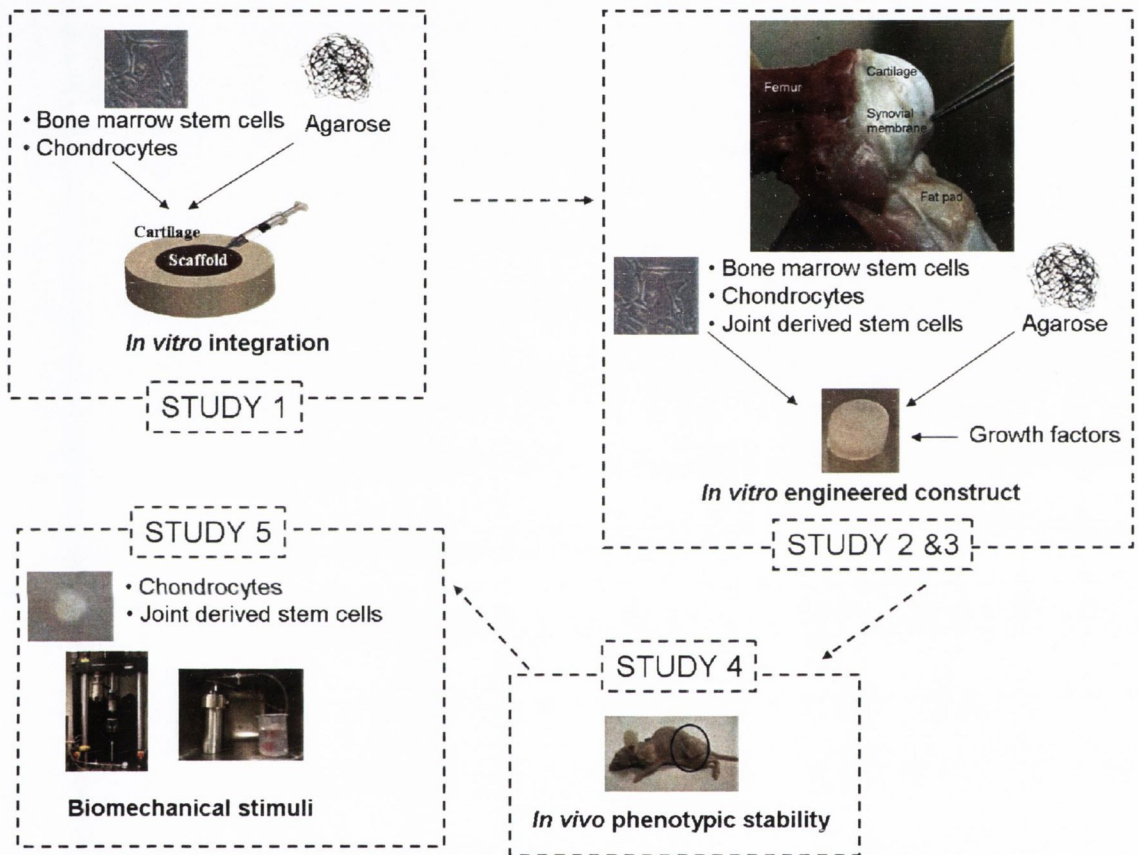 • Bone marrow stem cells
• Chondrocytes
Agarose
Cartilage
Scaffold
In vitro integration
STUDY 1
Femur
Cartilage
Synovial
membrane
Fat pad
• Bone marrow stem cells
• Chondrocytes
• Joint derived stem cells
Agarose
Growth factors
In vitro engineered construct
STUDY 2 &3
STUDY 4
In vivo phenotypic stability
STUDY 5
• Chondrocytes
• Joint derived stem cells
Biomechanical stimuli